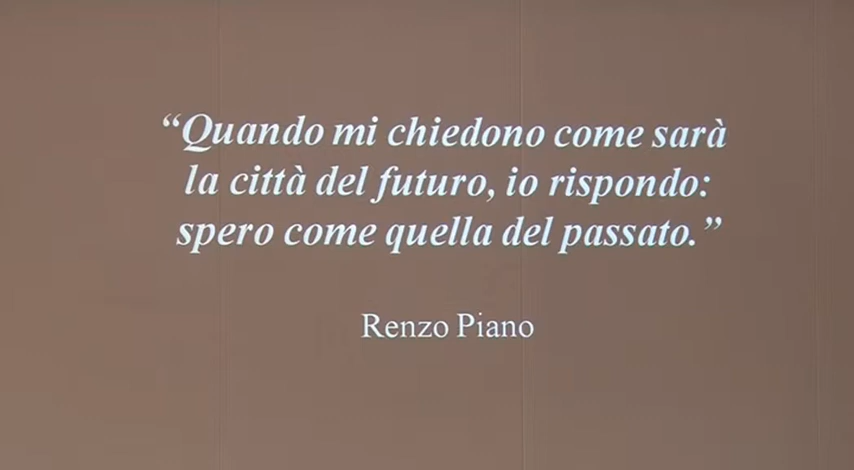 “Quando mi chiedono come sarà
la città del futuro, io rispondo:
spero come quella del passato.”
Renzo Piano